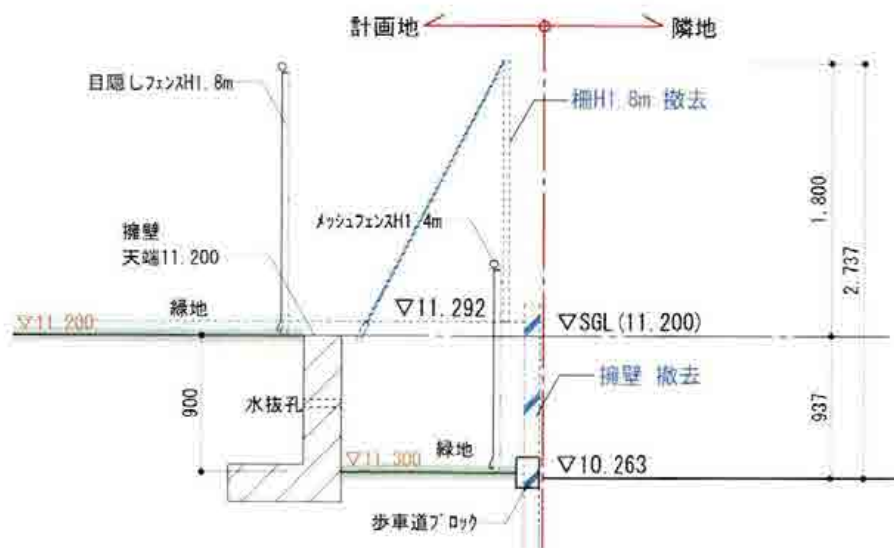 計画地
隣地
目隠しフェンスH1.8m
柵H1.8m 撤去
1.800
2.737
メッシュフェンスH1.4m
擁壁
天端11.200
緑地
▽11.292
▽11.200
▽SGL(11.200)
900
水抜孔
擁壁 撤去
937
緑地
▽11.300
▽10.263
歩車道ブロック